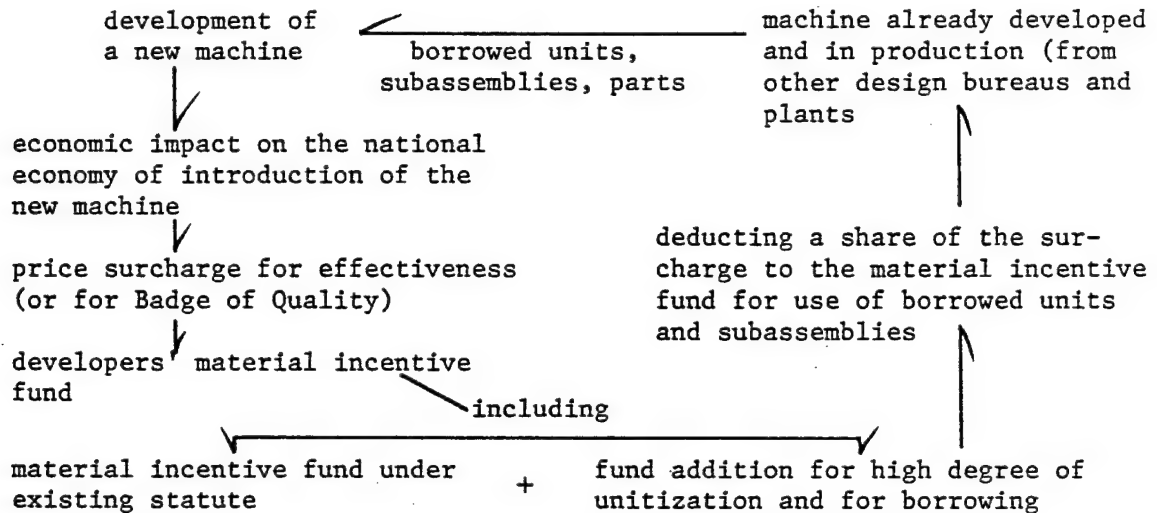 development of
a new machine
borrowed units,
subassemblies, parts
machine already developed
and in production (from
other design bureaus and
plants
economic impact on the national
economy of introduction of the
new machine
price surcharge for effectiveness
(or for Badge of Quality)
deducting a share of the sur-
charge to the material incentive
fund for use of borrowed units
and subassemblies
developers' material incentive
fund
including
material incentive fund under
existing statute
+
fund addition for high degree of
unitization and for borrowing